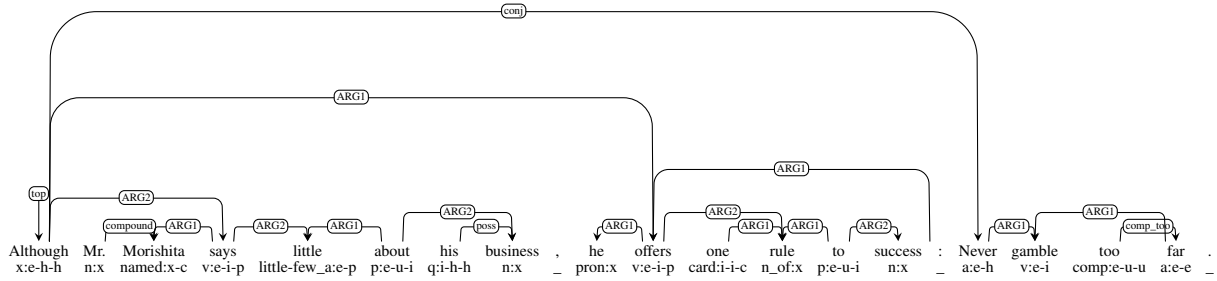 conj
ARG1
ARG1
top ARG2 ARG2 ARG2
compound ARG1 ARG2 ARG1 poss ARG1 ARG1 ARG2 ARG1 ARG1 comp_too
Although Mr. Morishita says little about his business , he offers one rule to success : Never gamble too far .
x:e-h-h n:x named:x-c v:e-i-p little-few_a:e-p p:e-u-i q:i-h-h n:x _ pron:x v:e-i-p card:i-i-c n_of:x p:e-u-i n:x _ a:e-h v:e-i comp:e-u-u a:e-e _